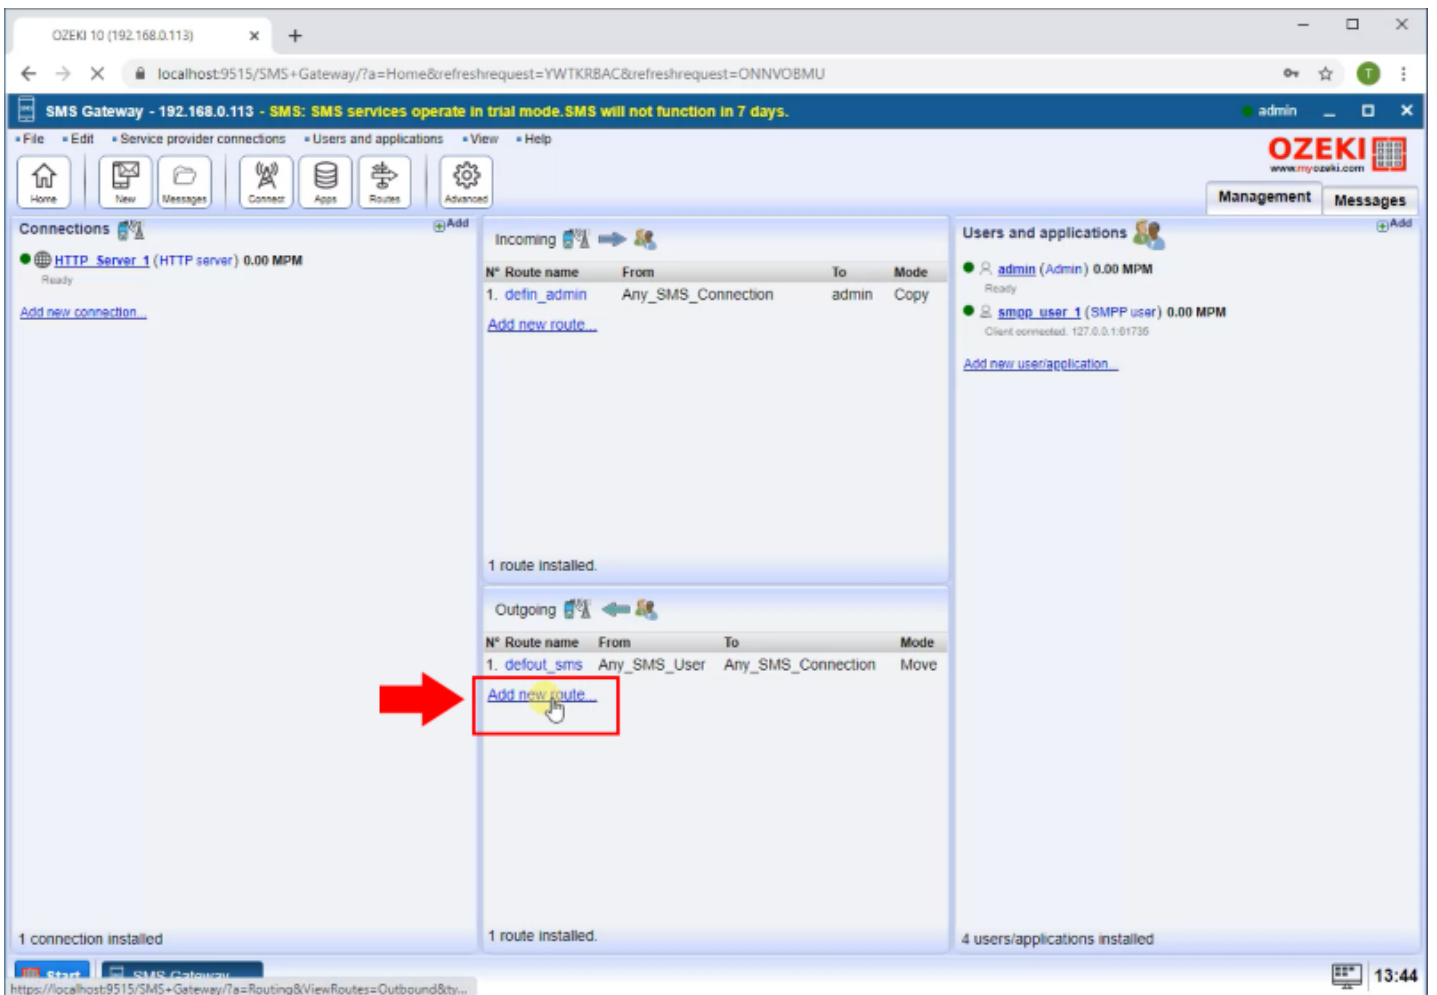 OZEKI 10 (192.168.0.113)
localhost:9515/SMS+Gateway/?a=Home&refreshrequest=YWTKRBAC&refreshrequest=ONNVOBMU
T
SMS Gateway - 192.168.0.113 - SMS: SMS services operate in trial mode.SMS will not function in 7 days.
admin
File Edit Service provider connections Users and applications View Help
OZEKI
www.myozeki.com
Home New Messages Connect Apps Routes Advanced
Management Messages
Connections Add
HTTP_Server_1 (HTTP server) 0.00 MPM
Ready
Add new connection...
1 connection installed
Incoming
N° Route name From To Mode
1. defin_admin Any_SMS_Connection admin Copy
Add new route...
1 route installed.
Outgoing
N° Route name From To Mode
1. defout_sms Any_SMS_User Any_SMS_Connection Move
Add new route...
1 route installed.
Users and applications Add
admin (Admin) 0.00 MPM
Ready
smpp_user_1 (SMPP user) 0.00 MPM
Client connected. 127.0.0.1:61735
Add new user/application...
4 users/applications installed
Start SMS Gateway
13:44
https://localhost:9515/SMS+Gateway/?a=Routing&ViewRoutes=Outbound&ty...